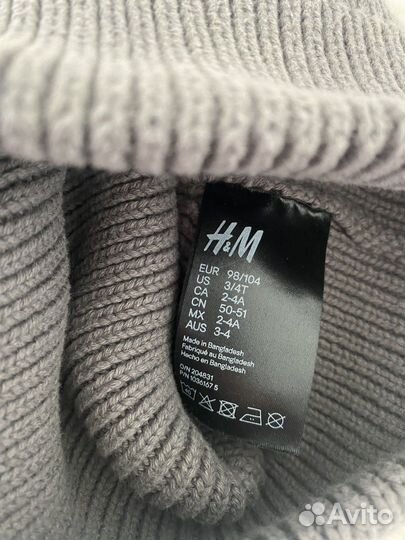 H&M
EUR 98/104
US 3/4T
CA 2-4A
CN 50-51
MX 2-4A
AUS 3-4
Made in Bangladesh
Fabriqué au Bangladesh
Hecho en Bangladesh
O/N 204831
P/N 1036167 5
Avito